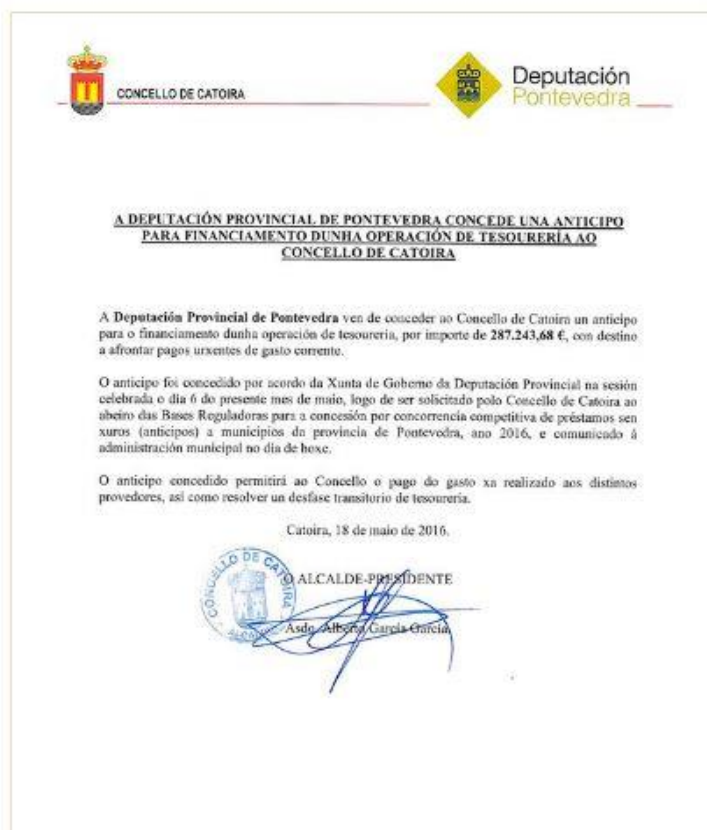 CONCELLO DE CATOIRA
Deputación
Pontevedra
A DEPUTACIÓN PROVINCIAL DE PONTEVEDRA CONCEDE UNA ANTICIPO
PARA FINANCIAMENTO DUNHA OPERACIÓN DE TESOURERÍA AO
CONCELLO DE CATOIRA
A Deputación Provincial de Pontevedra ven de conceder ao Concello de Catoira un anticipo
para o financiamento dunha operación de tesoureria, por importe de 287.243,68 €, con destino
a afrontar pagos urxentes de gasto corrente.
O anticipo foi concedido por acordo da Xunta de Goberno da Deputación Provincial na sesión
celebrada o día 6 do presente mes de maio, logo de ser solicitado polo Concello de Catoira ao
abeiro das Bases Reguladoras para a concesión por concorrencia competitiva de préstamos sen
xuros (anticipos) a municipios da provincia de Pontevedra, ano 2016, e comunicado á
administración municipal no día de hoxe.
O anticipo concedido permitirá ao Concello o pago do gasto xa realizado aos distintos
provedores, así como resolver un desfase transitorio de tesoureria.
Catoira, 18 de maio de 2016.
CONCELLO DE CATOIRA
O ALCALDE-PRESIDENTE
Asdo. Alberto García García